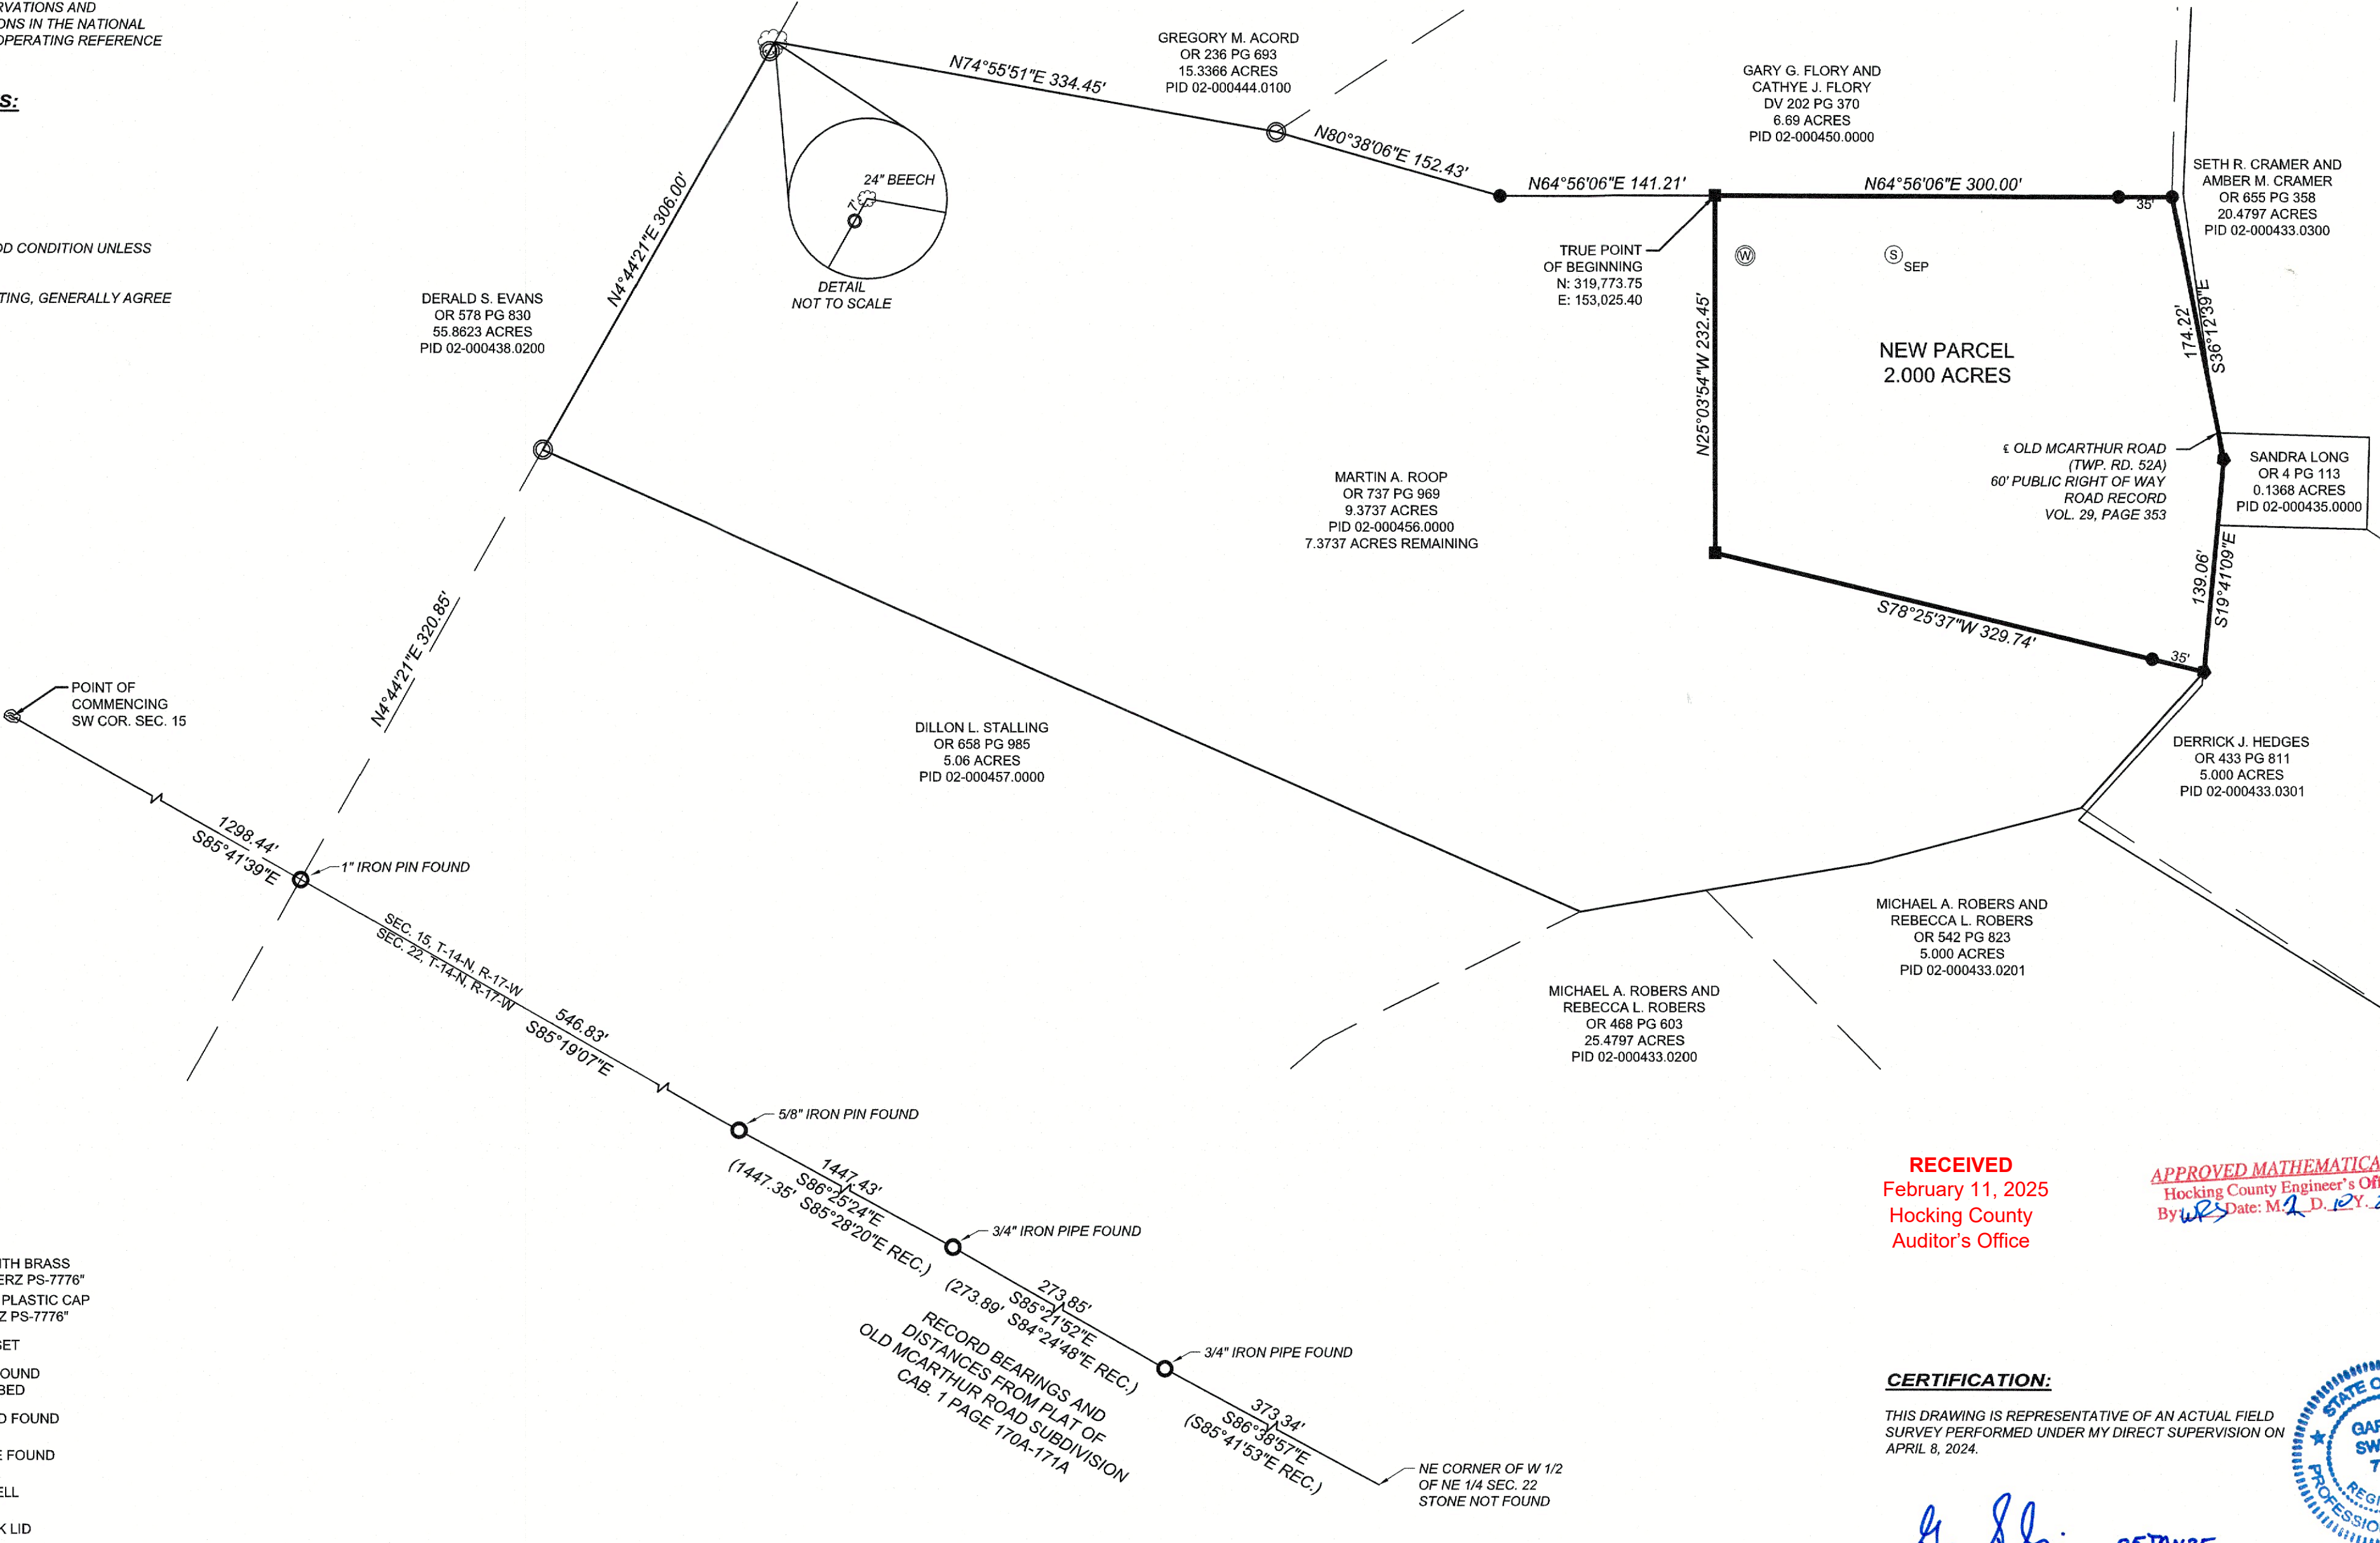 RVATIONS AND
ONS IN THE NATIONAL
OPERATING REFERENCE
S:
OD CONDITION UNLESS
TING, GENERALLY AGREE
GREGORY M. ACORD
OR 236 PG 693
15.3366 ACRES
PID 02-000444.0100
GARY G. FLORY AND
CATHYE J. FLORY
DV 202 PG 370
6.69 ACRES
PID 02-000450.0000
SETH R. CRAMER AND
AMBER M. CRAMER
OR 655 PG 358
20.4797 ACRES
PID 02-000433.0300
N74°55'51"E 334.45'
N80°38'06"E 152.43'
N64°56'06"E 141.21'
N64°56'06"E 300.00'
35'
24" BEECH
7'
DETAIL
NOT TO SCALE
N4°44'21"E 306.00'
DERALD S. EVANS
OR 578 PG 830
55.8623 ACRES
PID 02-000438.0200
TRUE POINT
OF BEGINNING
N: 319,773.75
E: 153,025.40
W
S
SEP
N25°03'54"W 232.45'
NEW PARCEL
2.000 ACRES
174.22'
S36°12'39"E
℄ OLD MCARTHUR ROAD
(TWP. RD. 52A)
60' PUBLIC RIGHT OF WAY
ROAD RECORD
VOL. 29, PAGE 353
SANDRA LONG
OR 4 PG 113
0.1368 ACRES
PID 02-000435.0000
MARTIN A. ROOP
OR 737 PG 969
9.3737 ACRES
PID 02-000456.0000
7.3737 ACRES REMAINING
139.06'
S19°41'09"E
S78°25'37"W 329.74'
35'
N4°44'21"E 320.85'
POINT OF
COMMENCING
SW COR. SEC. 15
DILLON L. STALLING
OR 658 PG 985
5.06 ACRES
PID 02-000457.0000
DERRICK J. HEDGES
OR 433 PG 811
5.000 ACRES
PID 02-000433.0301
1298.44'
S85°41'39"E
1" IRON PIN FOUND
SEC. 15, T-14-N, R-17-W
SEC. 22, T-14-N, R-17-W
MICHAEL A. ROBERS AND
REBECCA L. ROBERS
OR 542 PG 823
5.000 ACRES
PID 02-000433.0201
MICHAEL A. ROBERS AND
REBECCA L. ROBERS
OR 468 PG 603
25.4797 ACRES
PID 02-000433.0200
546.83'
S85°19'07"E
5/8" IRON PIN FOUND
1447.43'
S86°25'24"E
(1447.35' S85°28'20"E REC.)
3/4" IRON PIPE FOUND
273.85'
S85°21'52"E
(273.89' S84°24'48"E REC.)
RECORD BEARINGS AND
DISTANCES FROM PLAT OF
OLD MCARTHUR ROAD SUBDIVISION
CAB. 1 PAGE 170A-171A
3/4" IRON PIPE FOUND
373.34'
S86°38'57"E
(S85°41'53"E REC.)
NE CORNER OF W 1/2
OF NE 1/4 SEC. 22
STONE NOT FOUND
RECEIVED
February 11, 2025
Hocking County
Auditor's Office
APPROVED MATHEMATICA
Hocking County Engineer's Off
By: WRS Date: M. 2 D. 10 Y. 2
ITH BRASS
ERZ PS-7776"
PLASTIC CAP
Z PS-7776"
SET
OUND
BED
D FOUND
E FOUND
ELL
K LID
CERTIFICATION:
THIS DRAWING IS REPRESENTATIVE OF AN ACTUAL FIELD
SURVEY PERFORMED UNDER MY DIRECT SUPERVISION ON
APRIL 8, 2024.
STATE O
GAR
SW
7
REGI
PROFESSIO